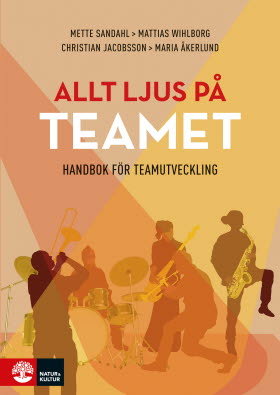 METTE SANDAHL > MATTIAS WIHLBORG
CHRISTIAN JACOBSSON > MARIA ÅKERLUND
ALLT LJUS PÅ
TEAMET
HANDBOK FÖR TEAMUTVECKLING
NATUR &
KULTUR